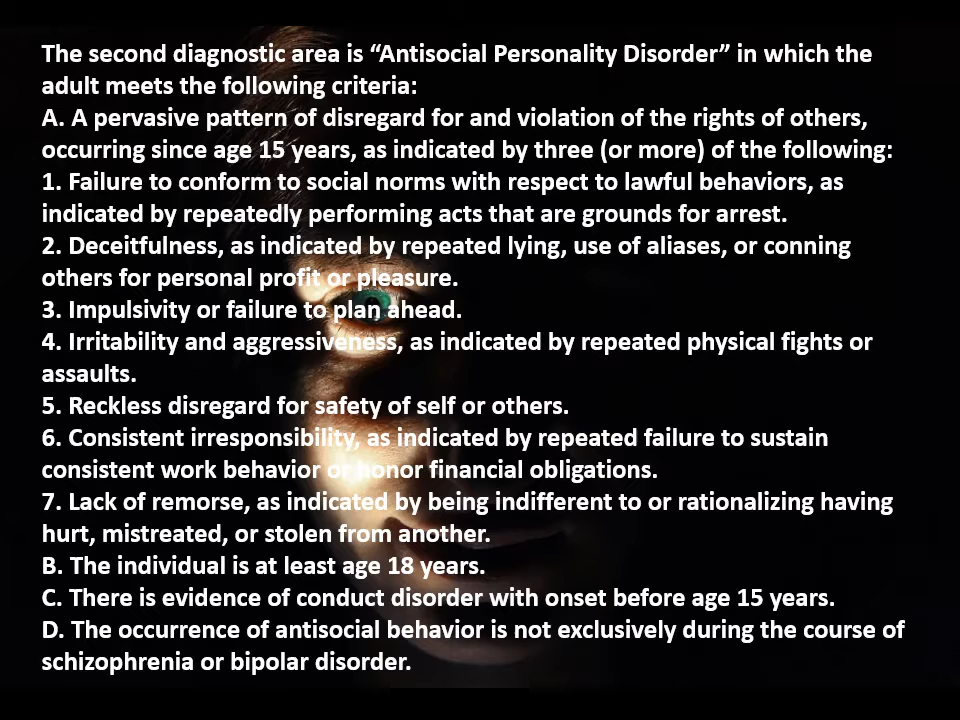 The second diagnostic area is “Antisocial Personality Disorder” in which the
adult meets the following criteria:
A. A pervasive pattern of disregard for and violation of the rights of others,
occurring since age 15 years, as indicated by three (or more) of the following:
1. Failure to conform to social norms with respect to lawful behaviors, as
indicated by repeatedly performing acts that are grounds for arrest.
2. Deceitfulness, as indicated by repeated lying, use of aliases, or conning
others for personal profit or pleasure.
3. Impulsivity or failure to plan ahead.
4. Irritability and aggressiveness, as indicated by repeated physical fights or
assaults.
5. Reckless disregard for safety of self or others.
6. Consistent irresponsibility, as indicated by repeated failure to sustain
consistent work behavior or honor financial obligations.
7. Lack of remorse, as indicated by being indifferent to or rationalizing having
hurt, mistreated, or stolen from another.
B. The individual is at least age 18 years.
C. There is evidence of conduct disorder with onset before age 15 years.
D. The occurrence of antisocial behavior is not exclusively during the course of
schizophrenia or bipolar disorder.